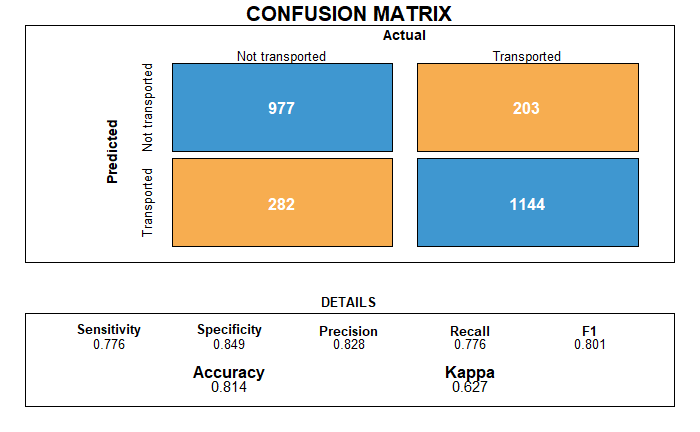 CONFUSION MATRIX
Actual
Not transported Transported
Predicted
Not transported
977 203
Transported
282 1144
DETAILS
Sensitivity Specificity Precision Recall F1
0.776 0.849 0.828 0.776 0.801
Accuracy Kappa
0.814 0.627